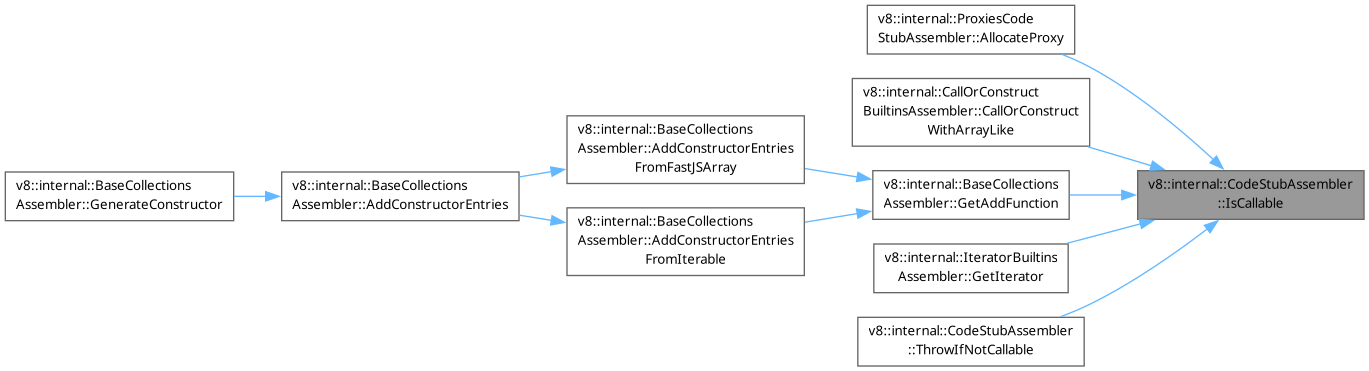 v8::internal::ProxiesCode
StubAssembler::AllocateProxy
v8::internal::CallOrConstruct
BuiltinsAssembler::CallOrConstruct
WithArrayLike
v8::internal::BaseCollections
Assembler::AddConstructorEntries
FromFastJSArray
v8::internal::BaseCollections
Assembler::GenerateConstructor
v8::internal::BaseCollections
Assembler::AddConstructorEntries
v8::internal::BaseCollections
Assembler::GetAddFunction
v8::internal::CodeStubAssembler
::IsCallable
v8::internal::BaseCollections
Assembler::AddConstructorEntries
FromIterable
v8::internal::IteratorBuiltins
Assembler::GetIterator
v8::internal::CodeStubAssembler
::ThrowIfNotCallable